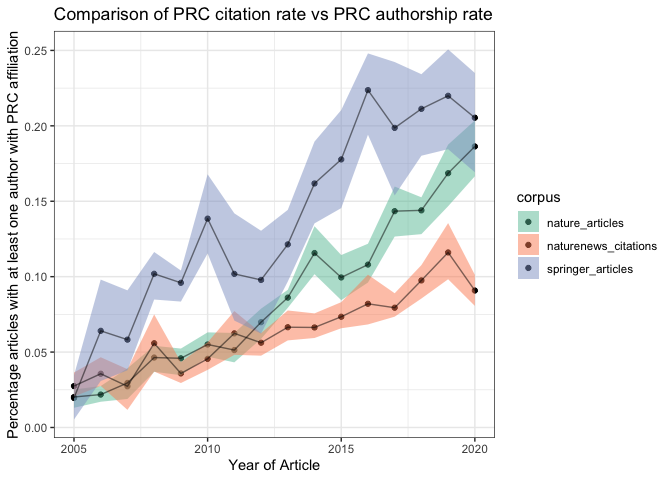 Comparison of PRC citation rate vs PRC authorship rate
Percentage articles with at least one author with PRC affiliation
0.25
0.20
0.15
0.10
0.05
0.00
2005
2010
2015
2020
Year of Article
corpus
nature_articles
naturenews_citations
springer_articles